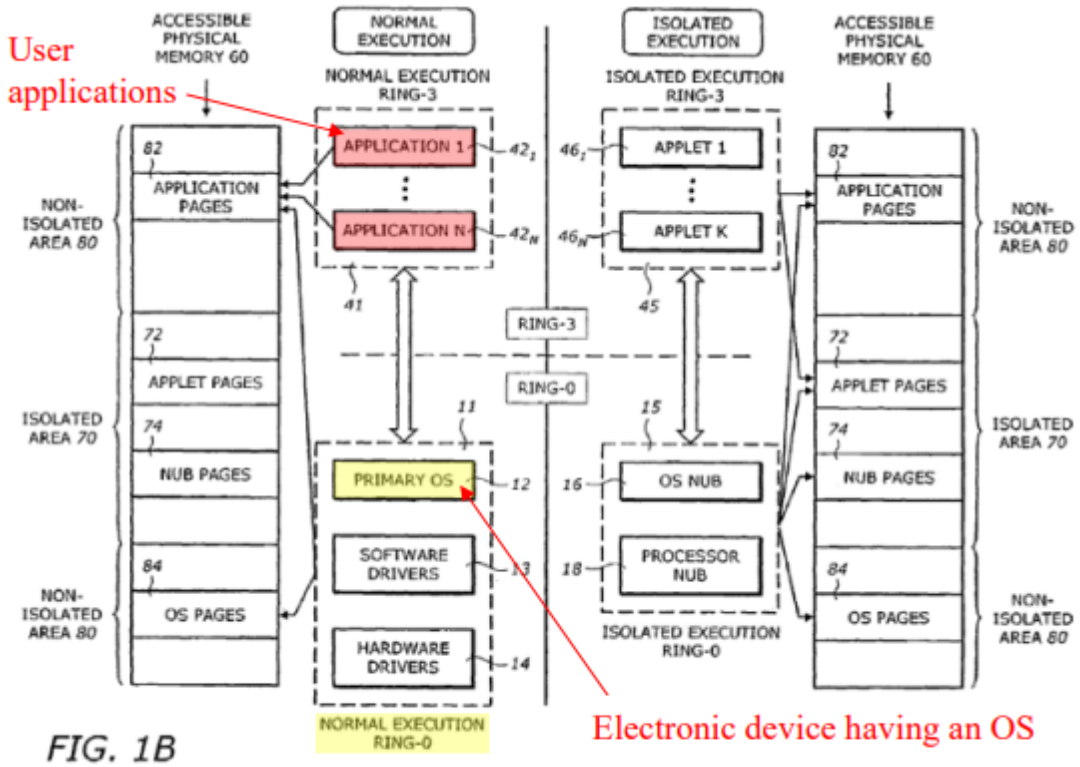 ACCESSIBLE
PHYSICAL
MEMORY 60
NORMAL
EXECUTION
ISOLATED
EXECUTION
ACCESSIBLE
PHYSICAL
MEMORY 60
User
applications
NORMAL EXECUTION
RING-3
ISOLATED EXECUTION
RING-3
82
APPLICATION
PAGES
NON-
ISOLATED
AREA 80
72
APPLET PAGES
ISOLATED
AREA 70
74
NUB PAGES
84
NON-
ISOLATED
AREA 80
OS PAGES
APPLICATION 1
42₁
APPLICATION N
42N
41
11
PRIMARY OS
12
SOFTWARE
DRIVERS
13
HARDWARE
DRIVERS
14
NORMAL EXECUTION
RING-0
RING-3
RING-0
46₁
APPLET 1
46N
APPLET K
45
15
16
OS NUB
18
PROCESSOR
NUB
ISOLATED EXECUTION
RING-0
82
APPLICATION
PAGES
NON-
ISOLATED
AREA 80
72
APPLET PAGES
74
ISOLATED
AREA 70
NUB PAGES
84
OS PAGES
NON-
ISOLATED
AREA 80
Electronic device having an OS
FIG. 1B